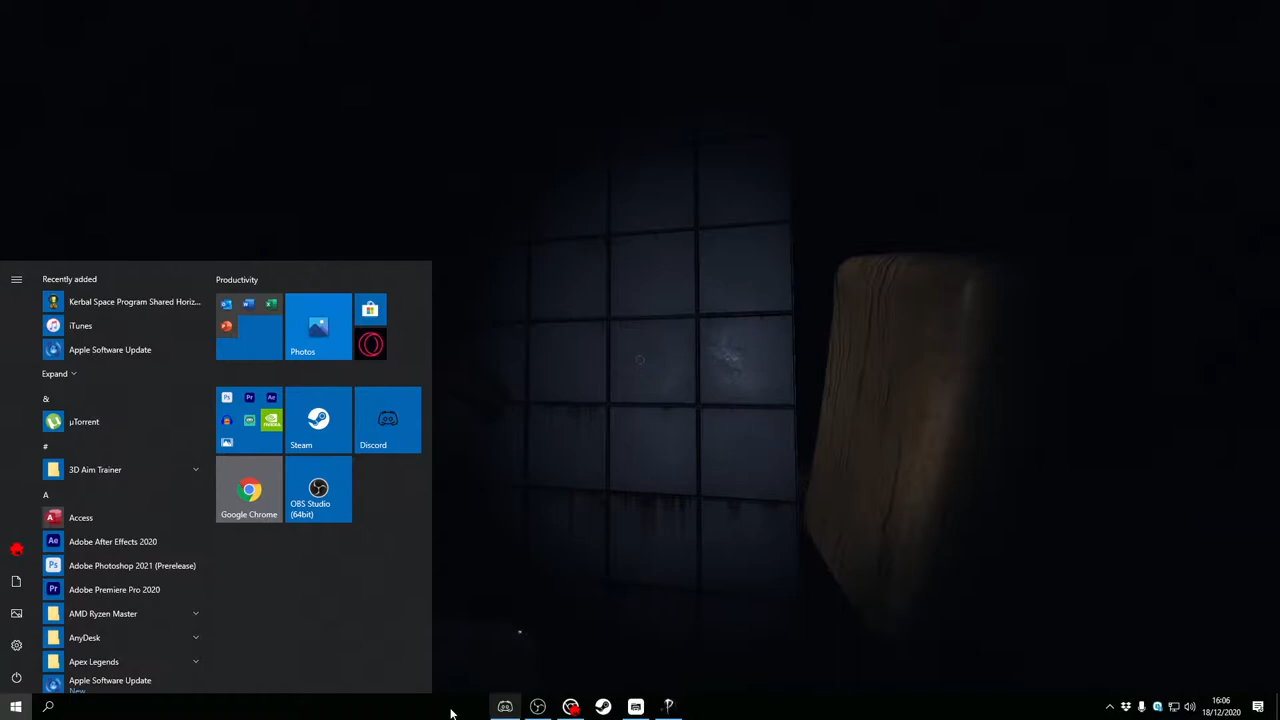 Recently added
Kerbal Space Program Shared Horiz...
iTunes
Apple Software Update
Expand
&
µTorrent
#
3D Aim Trainer
A
Access
Adobe After Effects 2020
Adobe Photoshop 2021 (Prerelease)
Adobe Premiere Pro 2020
AMD Ryzen Master
AnyDesk
Apex Legends
Apple Software Update
New
Productivity
Photos
Steam
Discord
Google Chrome
OBS Studio
(64bit)
16:06
18/12/2020